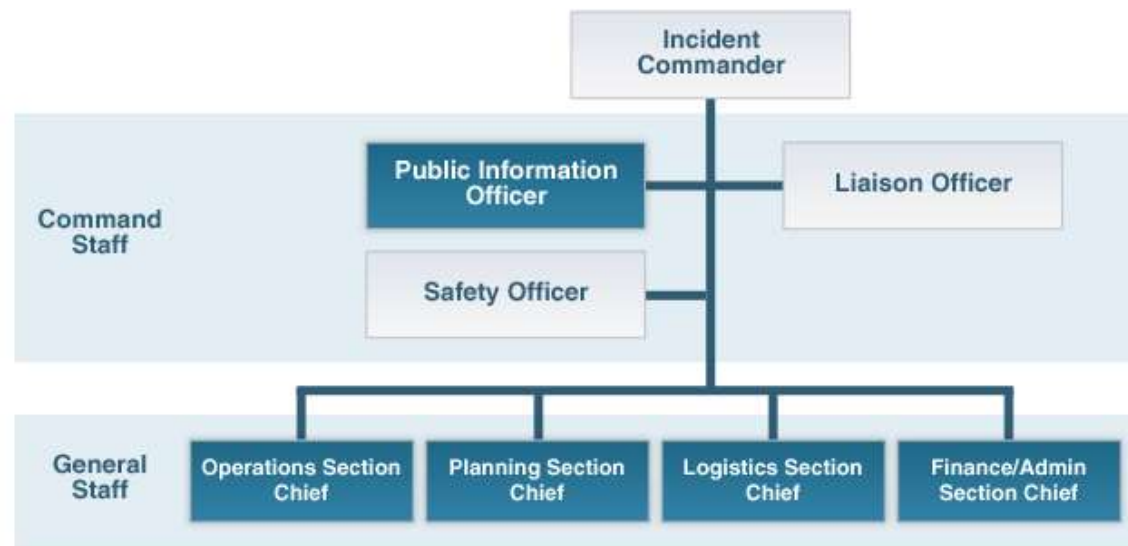 Incident
Commander
Public Information
Officer
Liaison Officer
Command
Staff
Safety Officer
General
Staff
Operations Section
Chief
Planning Section
Chief
Logistics Section
Chief
Finance/Admin
Section Chief